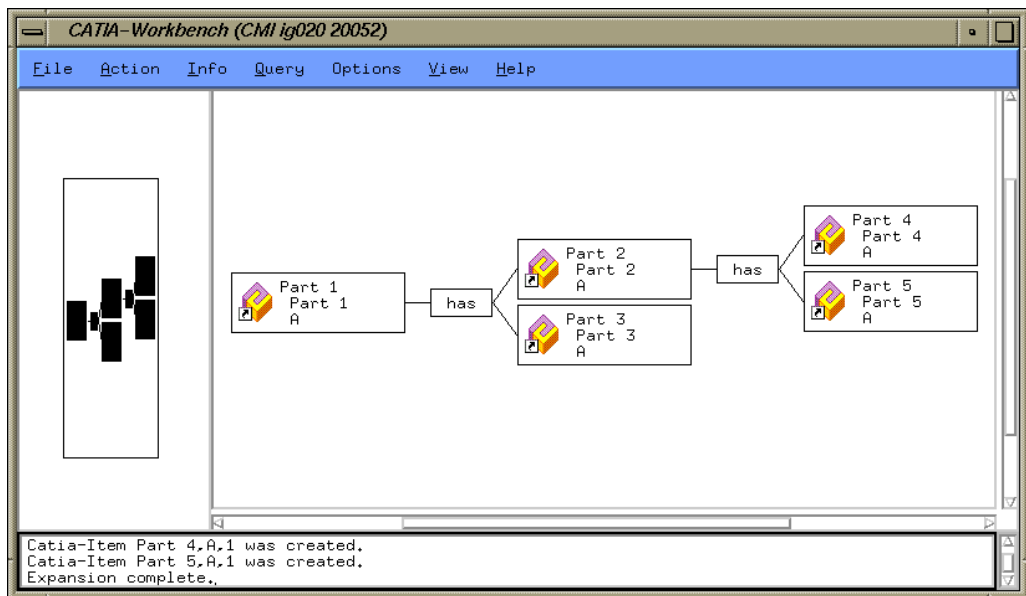 CATIA-Workbench (CMI ig020 20052)
File Action Info Query Options View Help
Part 1
Part 1
A
has
Part 2
Part 2
A
Part 3
Part 3
A
has
Part 4
Part 4
A
Part 5
Part 5
A
Catia-Item Part 4,A,1 was created.
Catia-Item Part 5,A,1 was created.
Expansion complete.